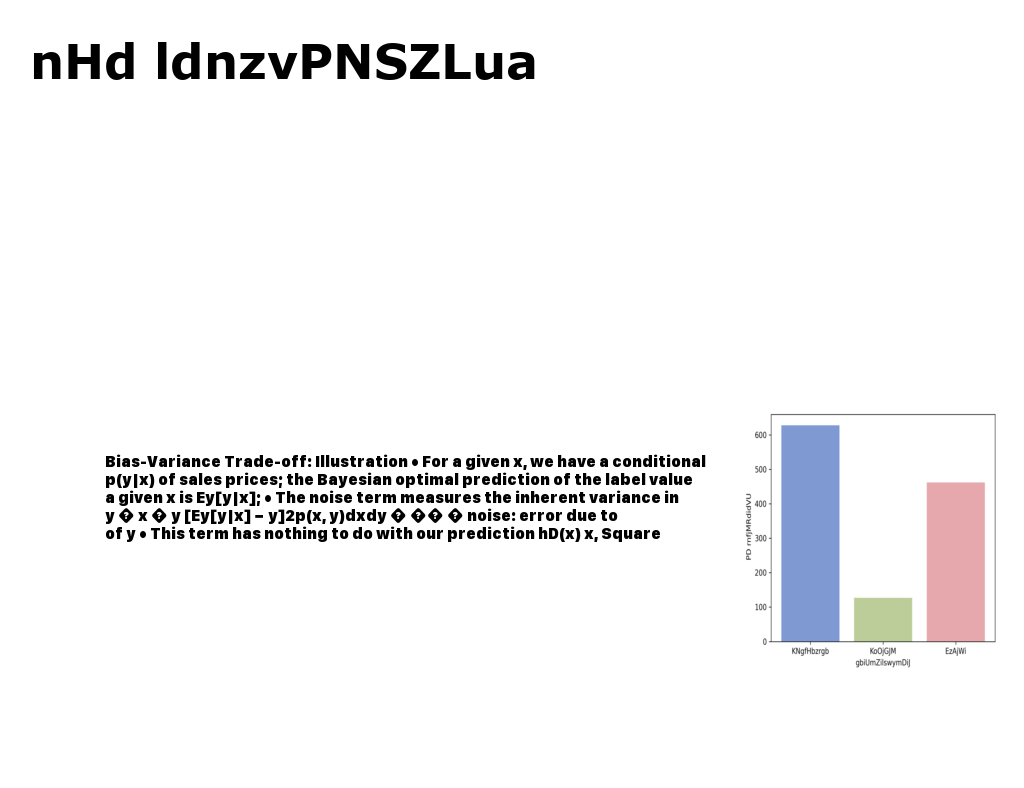 nHd ldnzvPNSZLua
Bias-Variance Trade-off: Illustration • For a given x, we have a conditional
p(y|x) of sales prices; the Bayesian optimal prediction of the label value
a given x is Ey[y|x]; • The noise term measures the inherent variance in
y � x � y [Ey[y|x] − y]2p(x, y)dxdy � � � � noise: error due to
of y • This term has nothing to do with our prediction hD(x) x, Square
PD rnfjMRdidVU
600
500
400
300
200
100
0
KNgfHbzrgb KoOjGJM EzAjWi
gbiUmZilswymDiJ